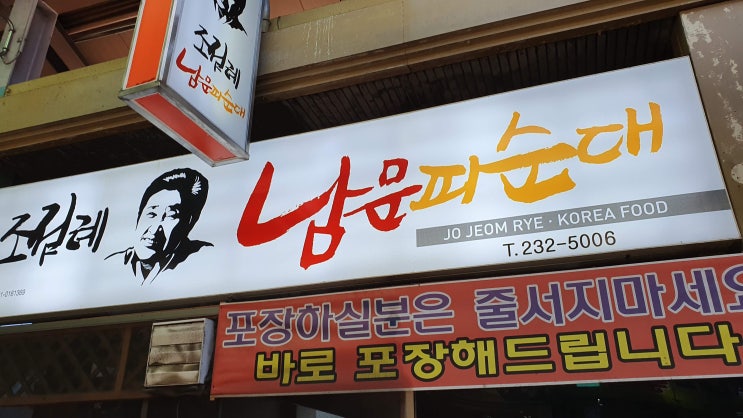 조점례
남문피순대
조점례
남문피순대
JO JEOM RYE · KOREA FOOD
T. 232-5006
포장하실분은 줄서지마세요
바로 포장해드립니다